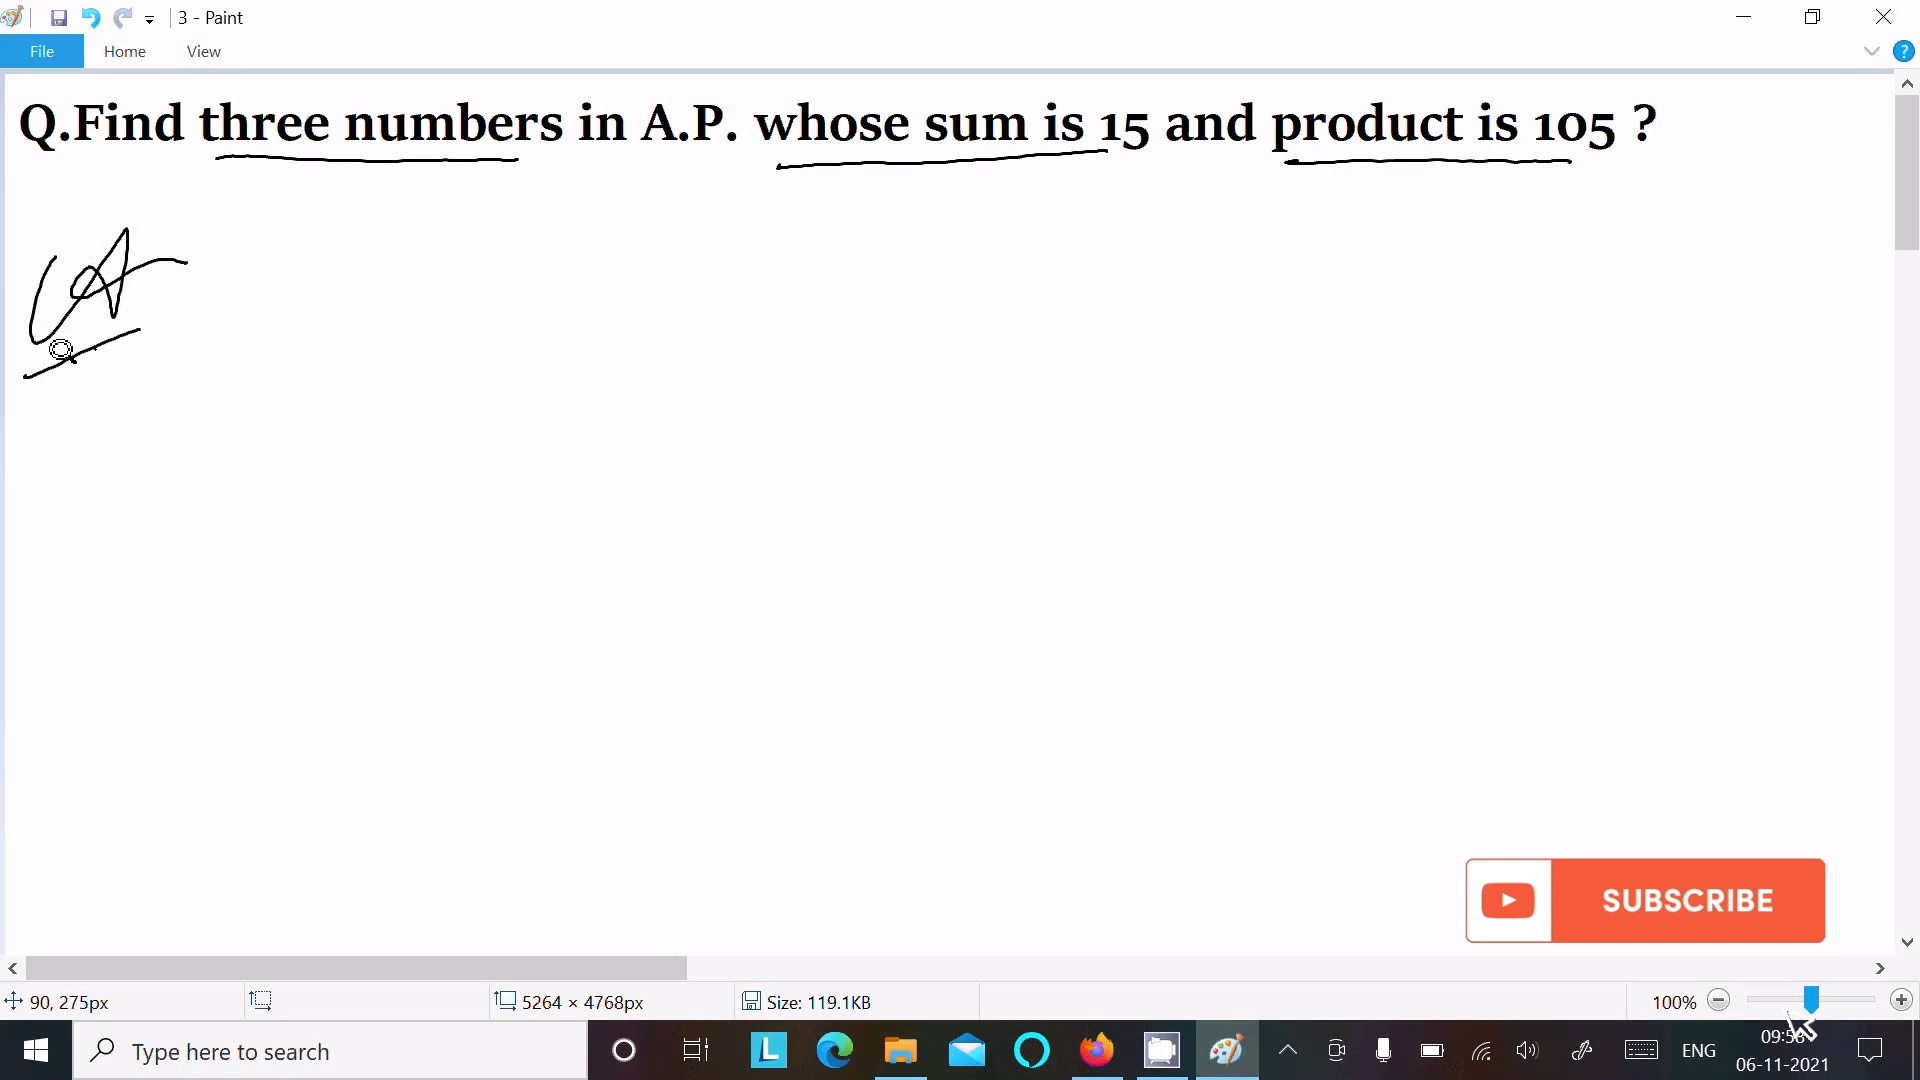 3 - Paint
File Home View
Q.Find three numbers in A.P. whose sum is 15 and product is 105 ?
SUBSCRIBE
90, 275px 5264 × 4768px Size: 119.1KB 100%
Type here to search L ENG
06-11-2021